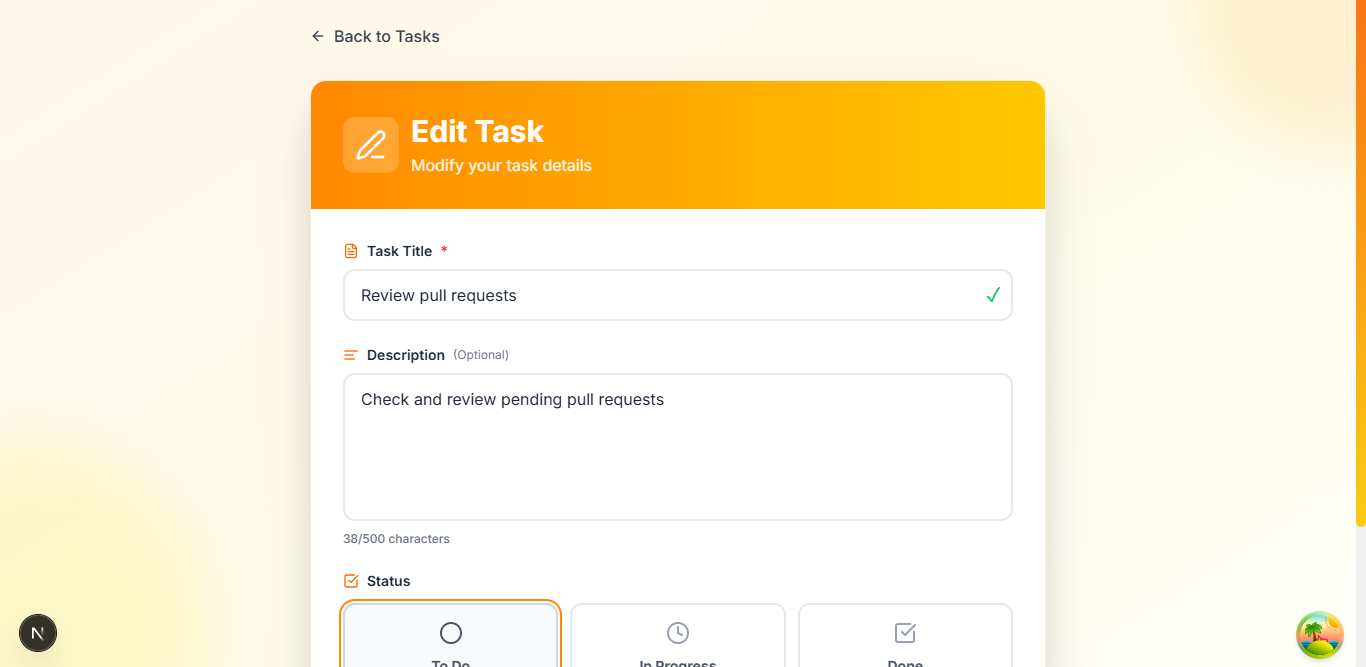 Back to Tasks
Edit Task
Modify your task details
Task Title *
Review pull requests
Description (Optional)
Check and review pending pull requests
38/500 characters
Status
To Do
In Progress
Done
N